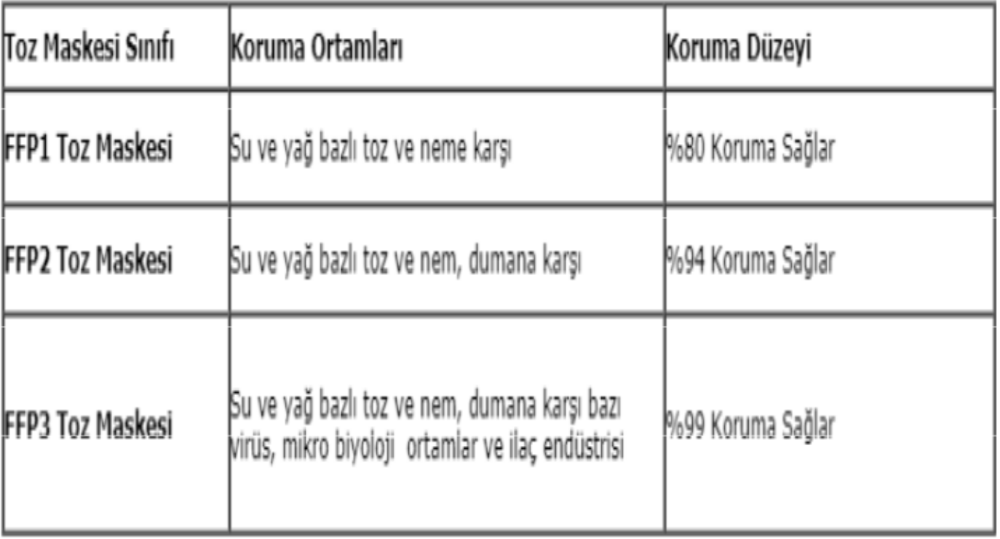 Toz Maskesi Sınıfı Koruma Ortamları Koruma Düzeyi
FFP1 Toz Maskesi Su ve yağ bazlı toz ve neme karşı %80 Koruma Sağlar
FFP2 Toz Maskesi Su ve yağ bazlı toz ve nem, dumana karşı %94 Koruma Sağlar
FFP3 Toz Maskesi Su ve yağ bazlı toz ve nem, dumana karşı bazı
virüs, mikro biyoloji ortamlar ve ilaç endüstrisi %99 Koruma Sağlar